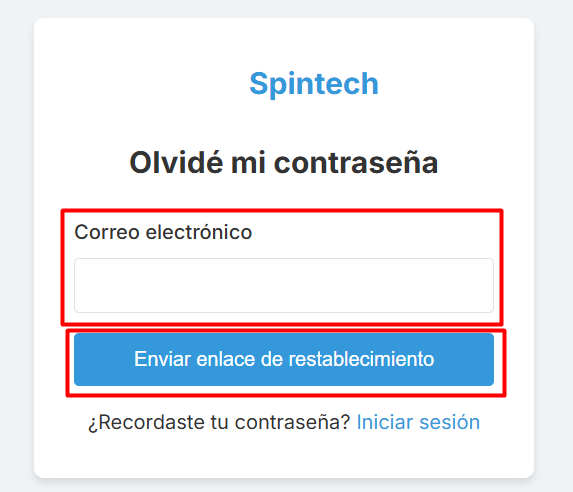 Spintech
Olvidé mi contraseña
Correo electrónico
Enviar enlace de restablecimiento
¿Recordaste tu contraseña? Iniciar sesión